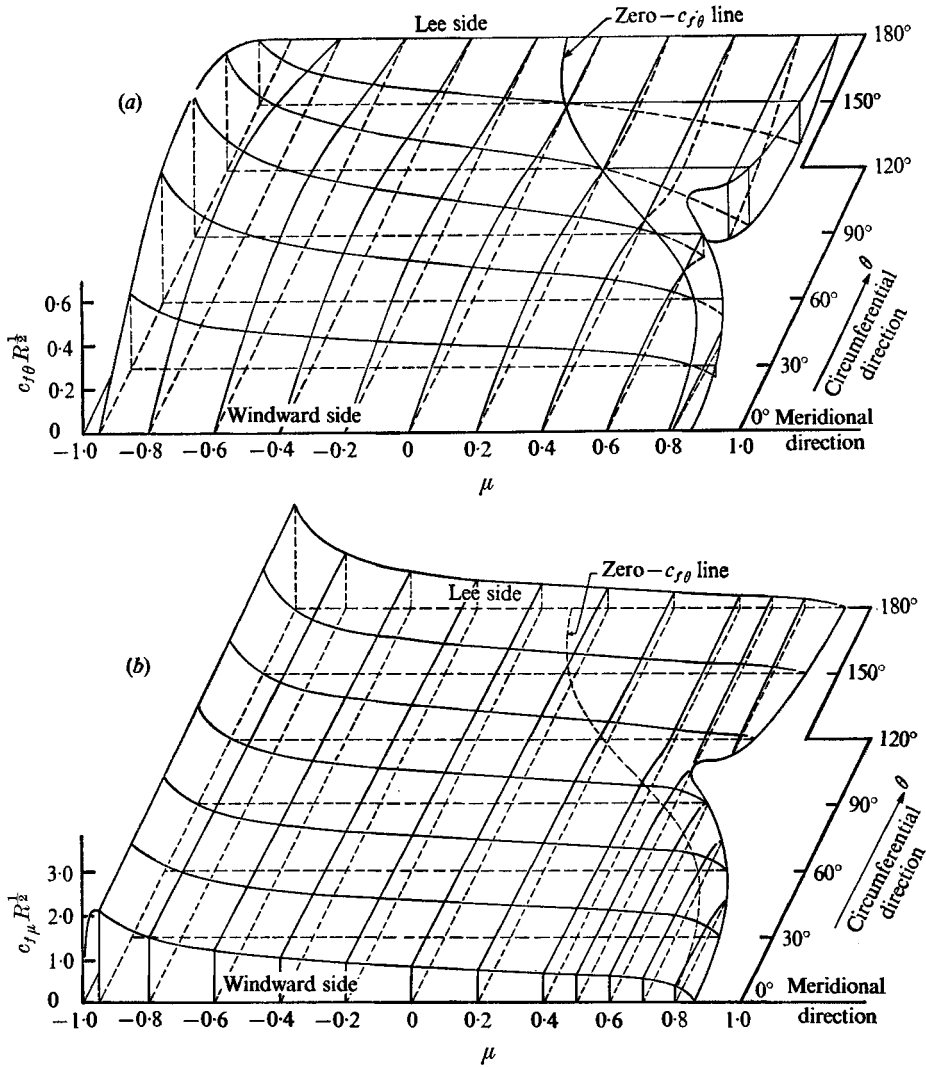 Zero−c_fθ line
Lee side
180°
(a)
150°
120°
90°
θ
Circumferential
direction
0·6
60°
0·4
30°
0·2
c_fθ R^½
Windward side
0
0° Meridional
direction
−1·0 −0·8 −0·6 −0·4 −0·2 0 0·2 0·4 0·6 0·8 1·0
μ
Zero−c_fθ line
Lee side
180°
(b)
150°
120°
90°
θ
Circumferential
direction
3·0
60°
2·0
30°
1·0
c_fμ R^½
Windward side
0
0° Meridional
direction
−1·0 −0·8 −0·6 −0·4 −0·2 0 0·2 0·4 0·6 0·8 1·0
μ